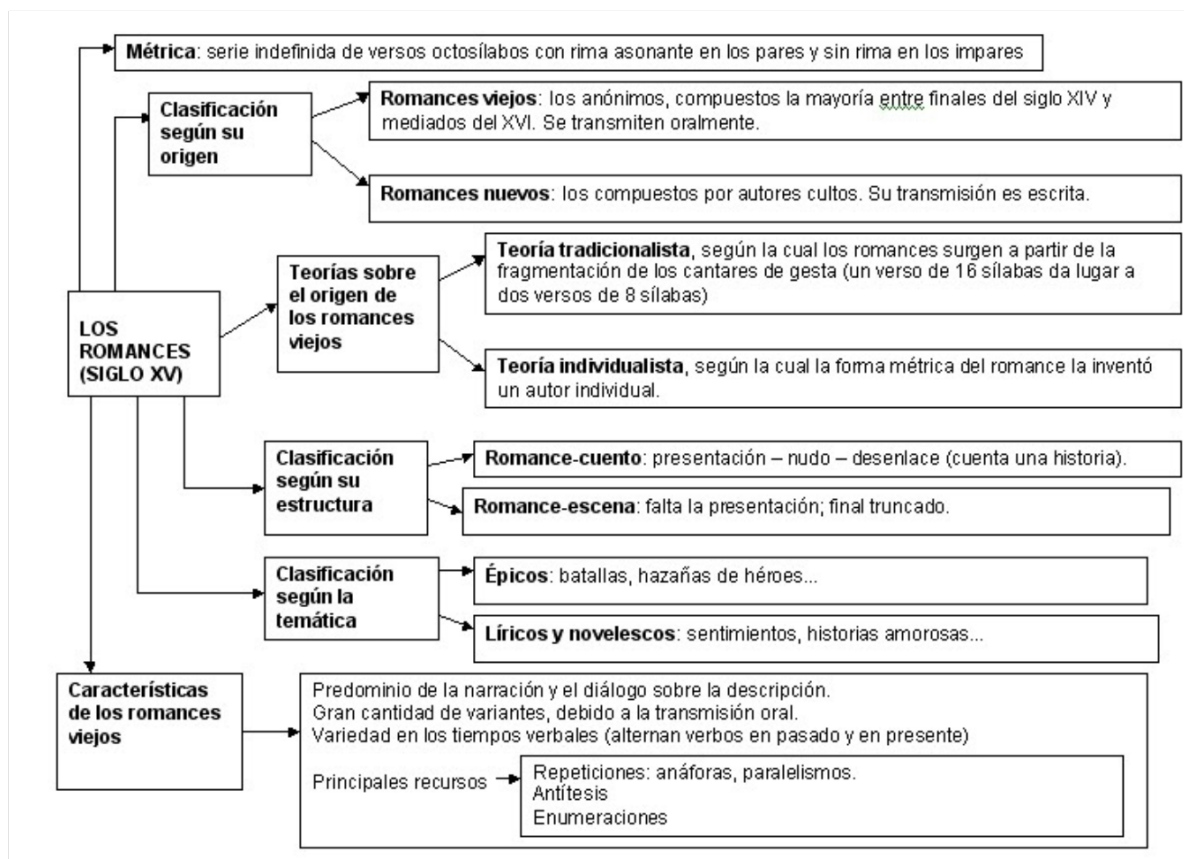 Métrica: serie indefinida de versos octosílabos con rima asonante en los pares y sin rima en los impares
Clasificación
según su
origen
Romances viejos: los anónimos, compuestos la mayoría entre finales del siglo XIV y
mediados del XVI. Se transmiten oralmente.
Romances nuevos: los compuestos por autores cultos. Su transmisión es escrita.
LOS
ROMANCES
(SIGLO XV)
Teorías sobre
el origen de
los romances
viejos
Teoría tradicionalista, según la cual los romances surgen a partir de la
fragmentación de los cantares de gesta (un verso de 16 sílabas da lugar a
dos versos de 8 sílabas)
Teoría individualista, según la cual la forma métrica del romance la inventó
un autor individual.
Clasificación
según su
estructura
Romance-cuento: presentación – nudo – desenlace (cuenta una historia).
Romance-escena: falta la presentación; final truncado.
Clasificación
según la
temática
Épicos: batallas, hazañas de héroes...
Líricos y novelescos: sentimientos, historias amorosas...
Características
de los romances
viejos
Predominio de la narración y el diálogo sobre la descripción.
Gran cantidad de variantes, debido a la transmisión oral.
Variedad en los tiempos verbales (alternan verbos en pasado y en presente)
Principales recursos
Repeticiones: anáforas, paralelismos.
Antítesis
Enumeraciones